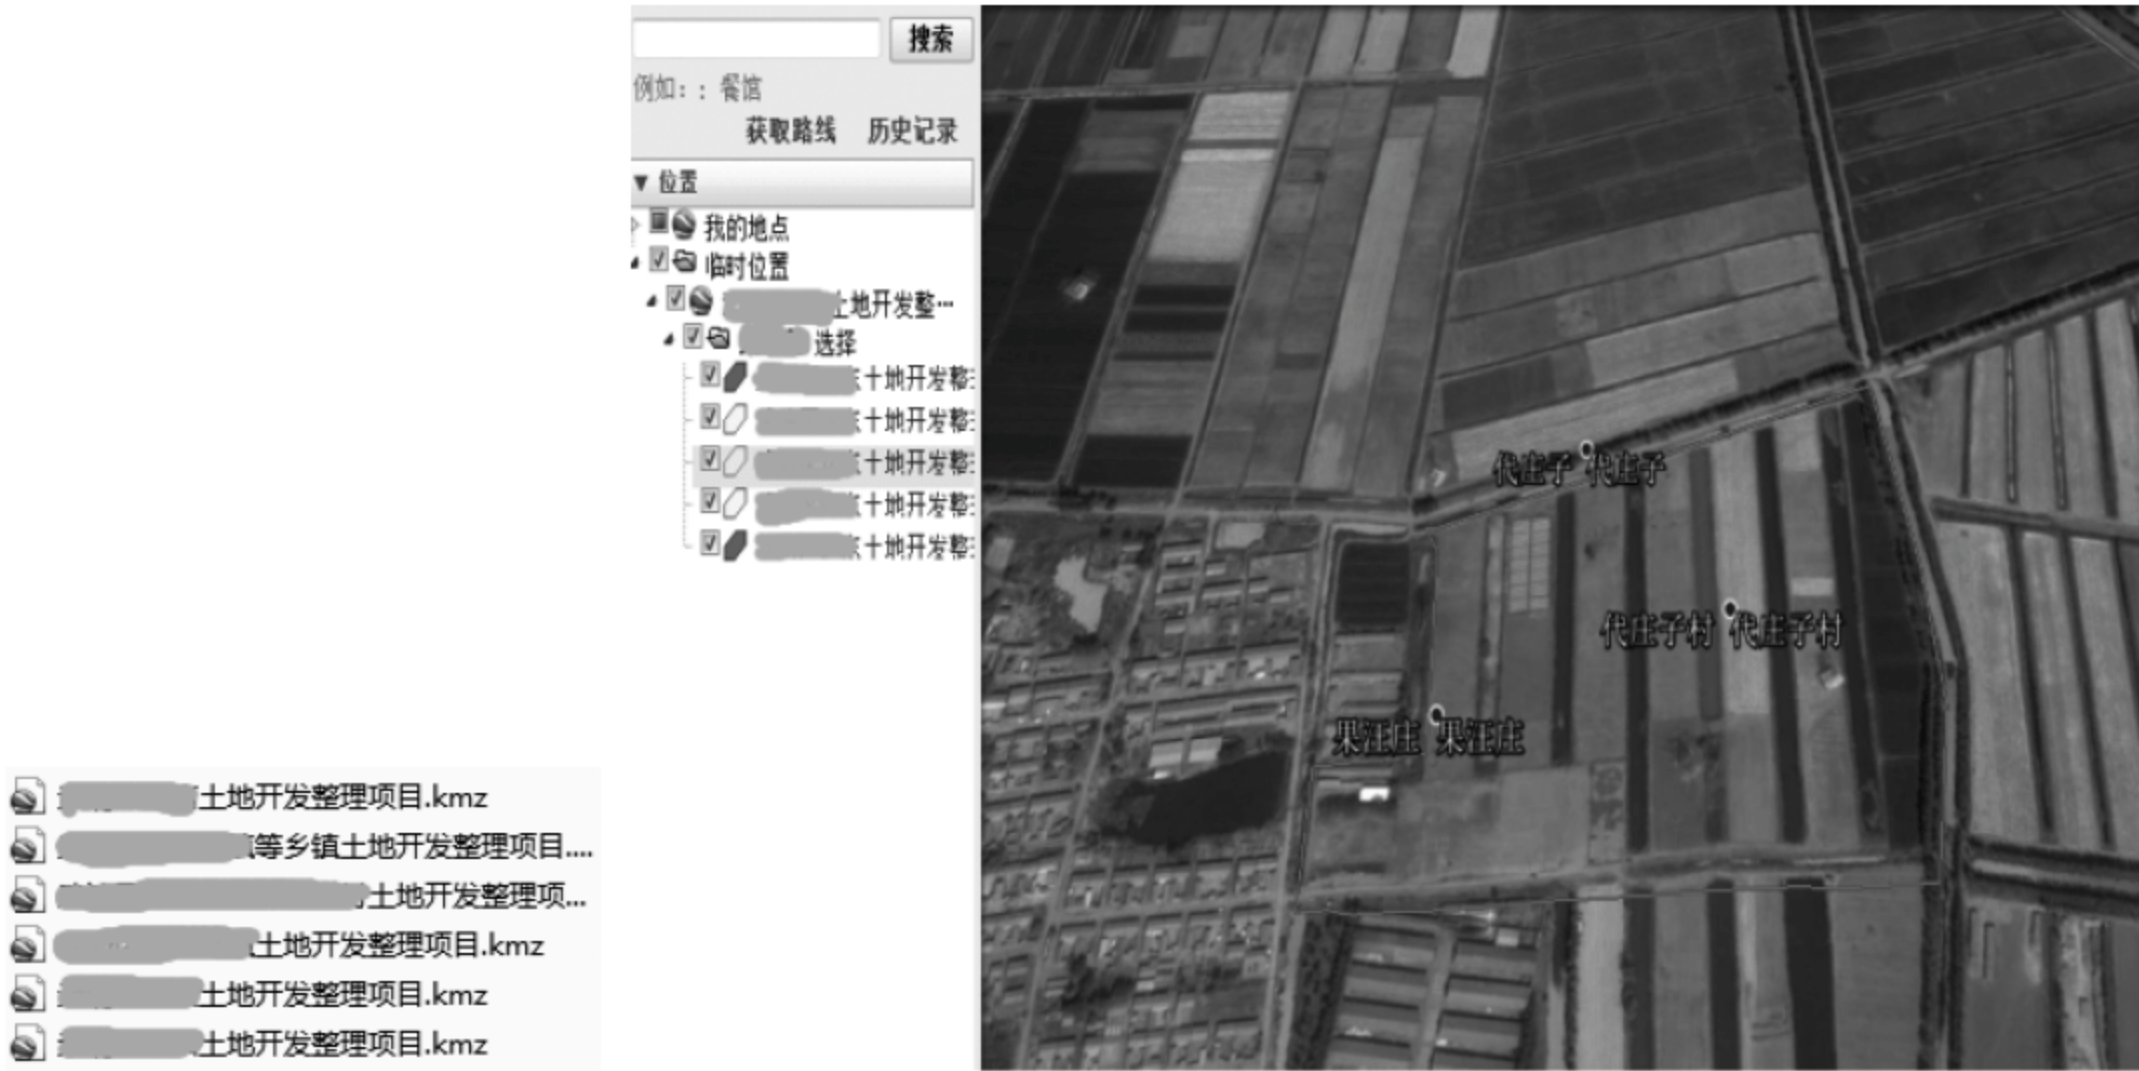 搜索
例如:: 餐馆
获取路线 历史记录
▼ 位置
我的地点
临时位置
土地开发整…
选择
土地开发整
土地开发整
土地开发整
土地开发整
土地开发整
代庄子 代庄子
代庄子村 代庄子村
果汪庄 果汪庄
土地开发整理项目.kmz
等乡镇土地开发整理项目....
土地开发整理项...
土地开发整理项目.kmz
土地开发整理项目.kmz
土地开发整理项目.kmz